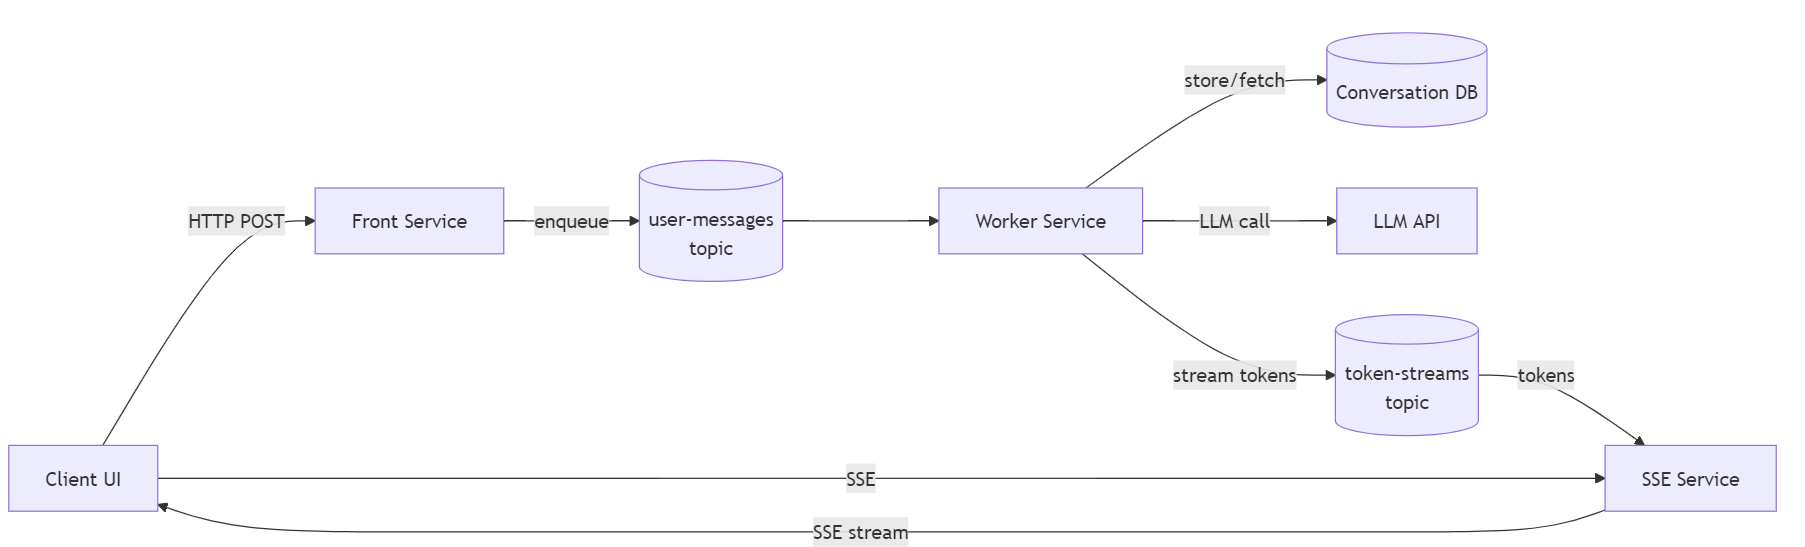 store/fetch
Conversation DB
HTTP POST
Front Service
enqueue
user-messages
topic
Worker Service
LLM call
LLM API
stream tokens
token-streams
topic
tokens
Client UI
SSE
SSE Service
SSE stream